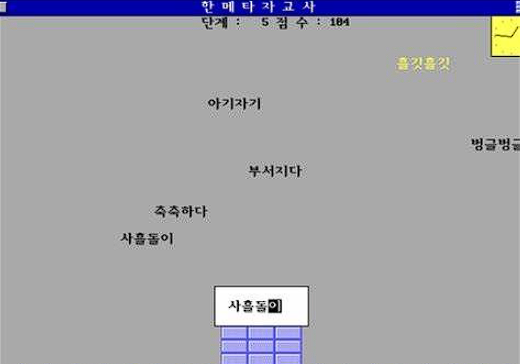 한메타자교사
단계 : 5 점수 : 104
흘깃흘깃
아기자기
벙글벙글
부서지다
축축하다
사흘돌이
사흘돌이